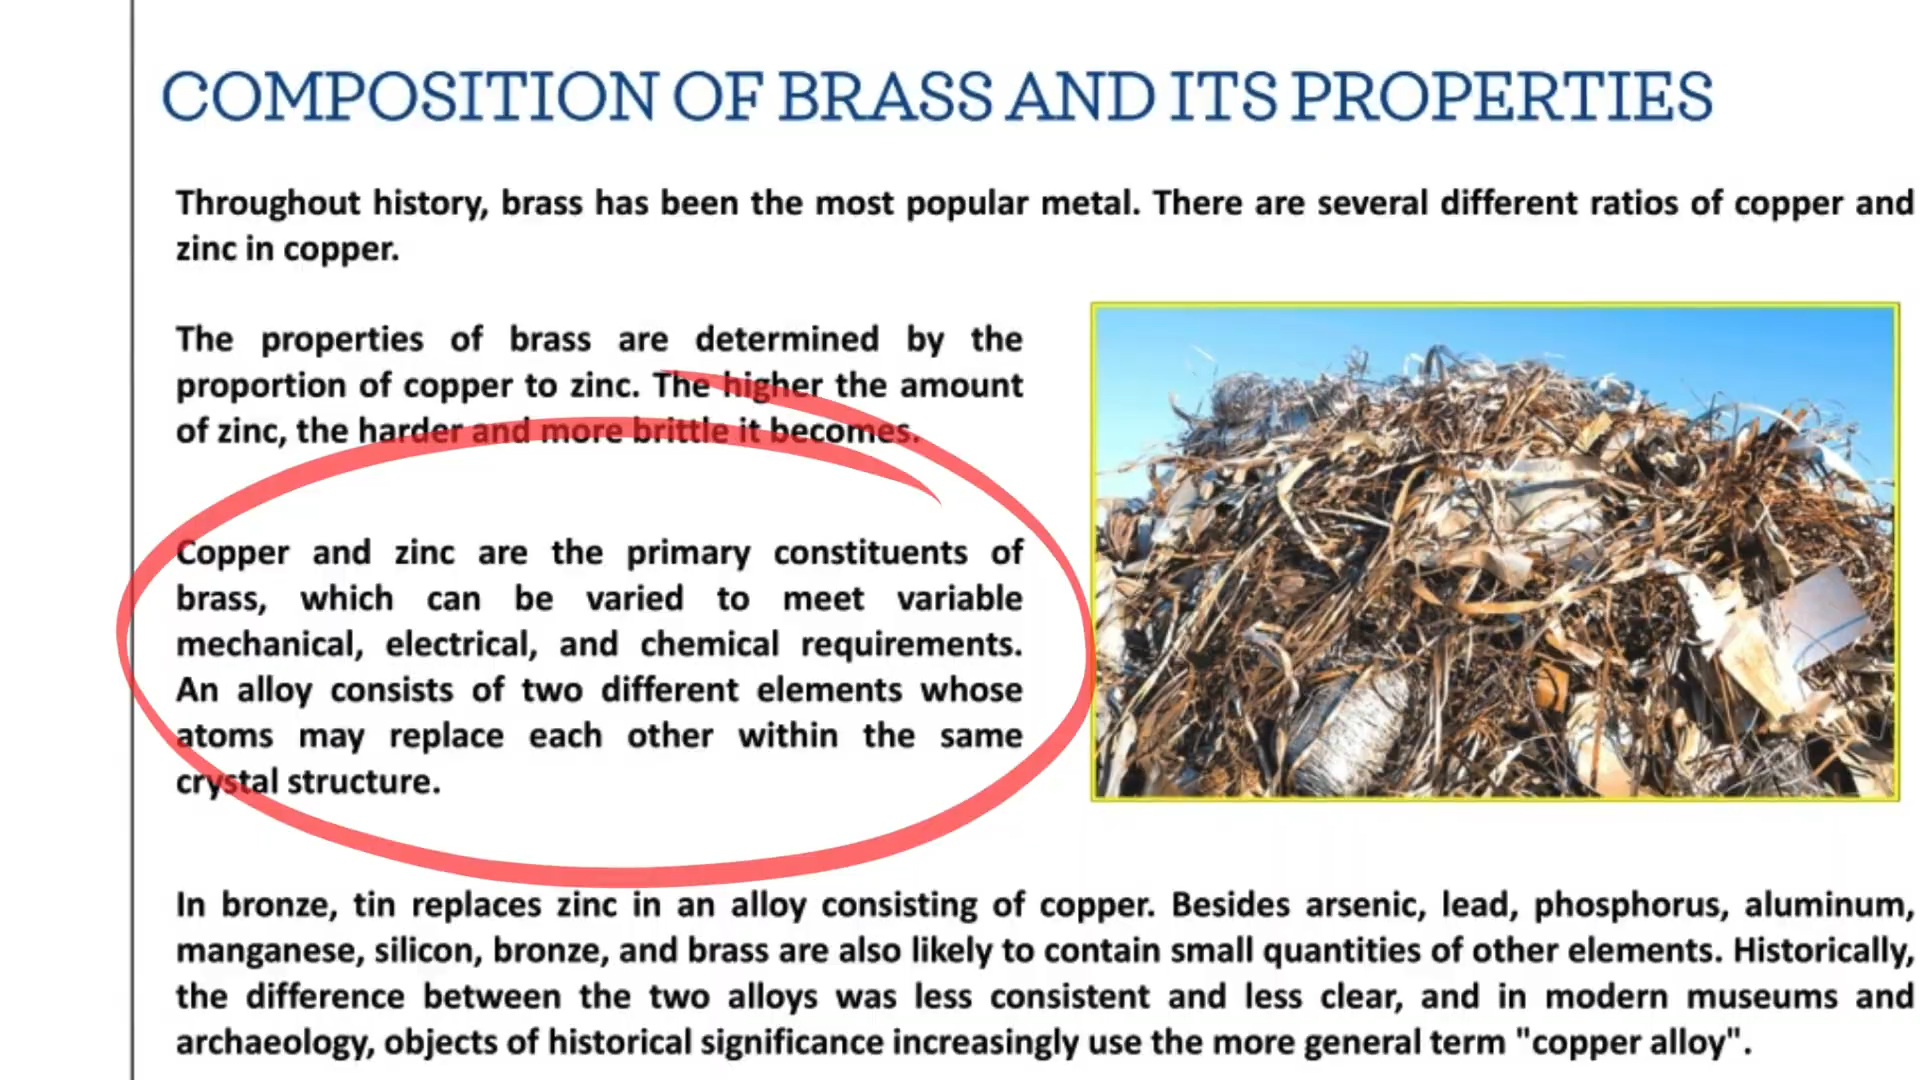 COMPOSITION OF BRASS AND ITS PROPERTIES
Throughout history, brass has been the most popular metal. There are several different ratios of copper and
zinc in copper.
The properties of brass are determined by the
proportion of copper to zinc. The higher the amount
of zinc, the harder and more brittle it becomes.
Copper and zinc are the primary constituents of
brass, which can be varied to meet variable
mechanical, electrical, and chemical requirements.
An alloy consists of two different elements whose
atoms may replace each other within the same
crystal structure.
In bronze, tin replaces zinc in an alloy consisting of copper. Besides arsenic, lead, phosphorus, aluminum,
manganese, silicon, bronze, and brass are also likely to contain small quantities of other elements. Historically,
the difference between the two alloys was less consistent and less clear, and in modern museums and
archaeology, objects of historical significance increasingly use the more general term "copper alloy".